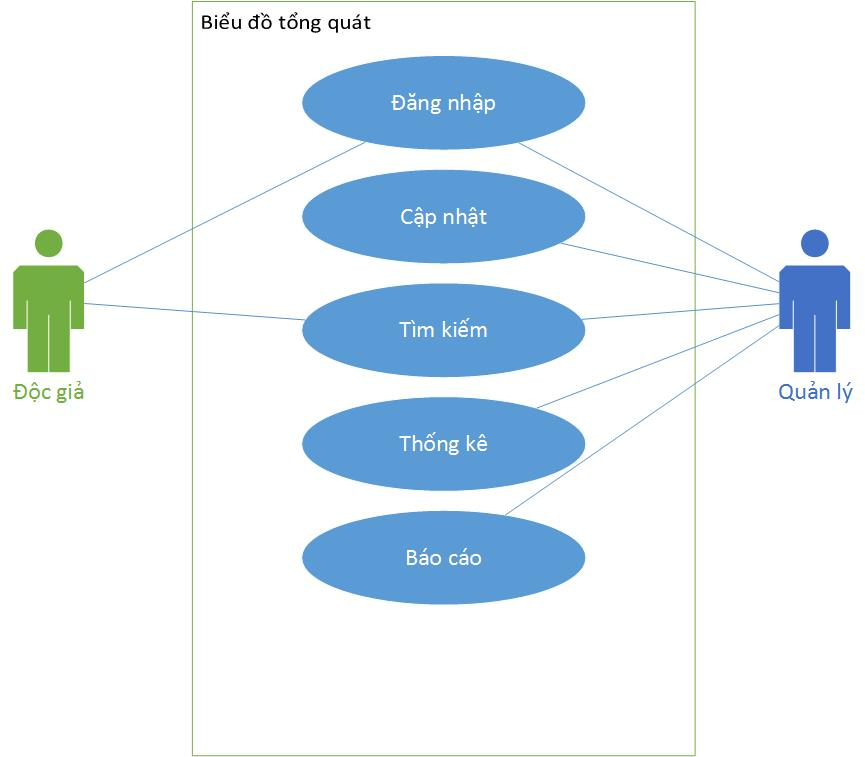 Biểu đồ tổng quát
Đăng nhập
Cập nhật
Tìm kiếm
Thống kê
Báo cáo
Độc giả
Quản lý